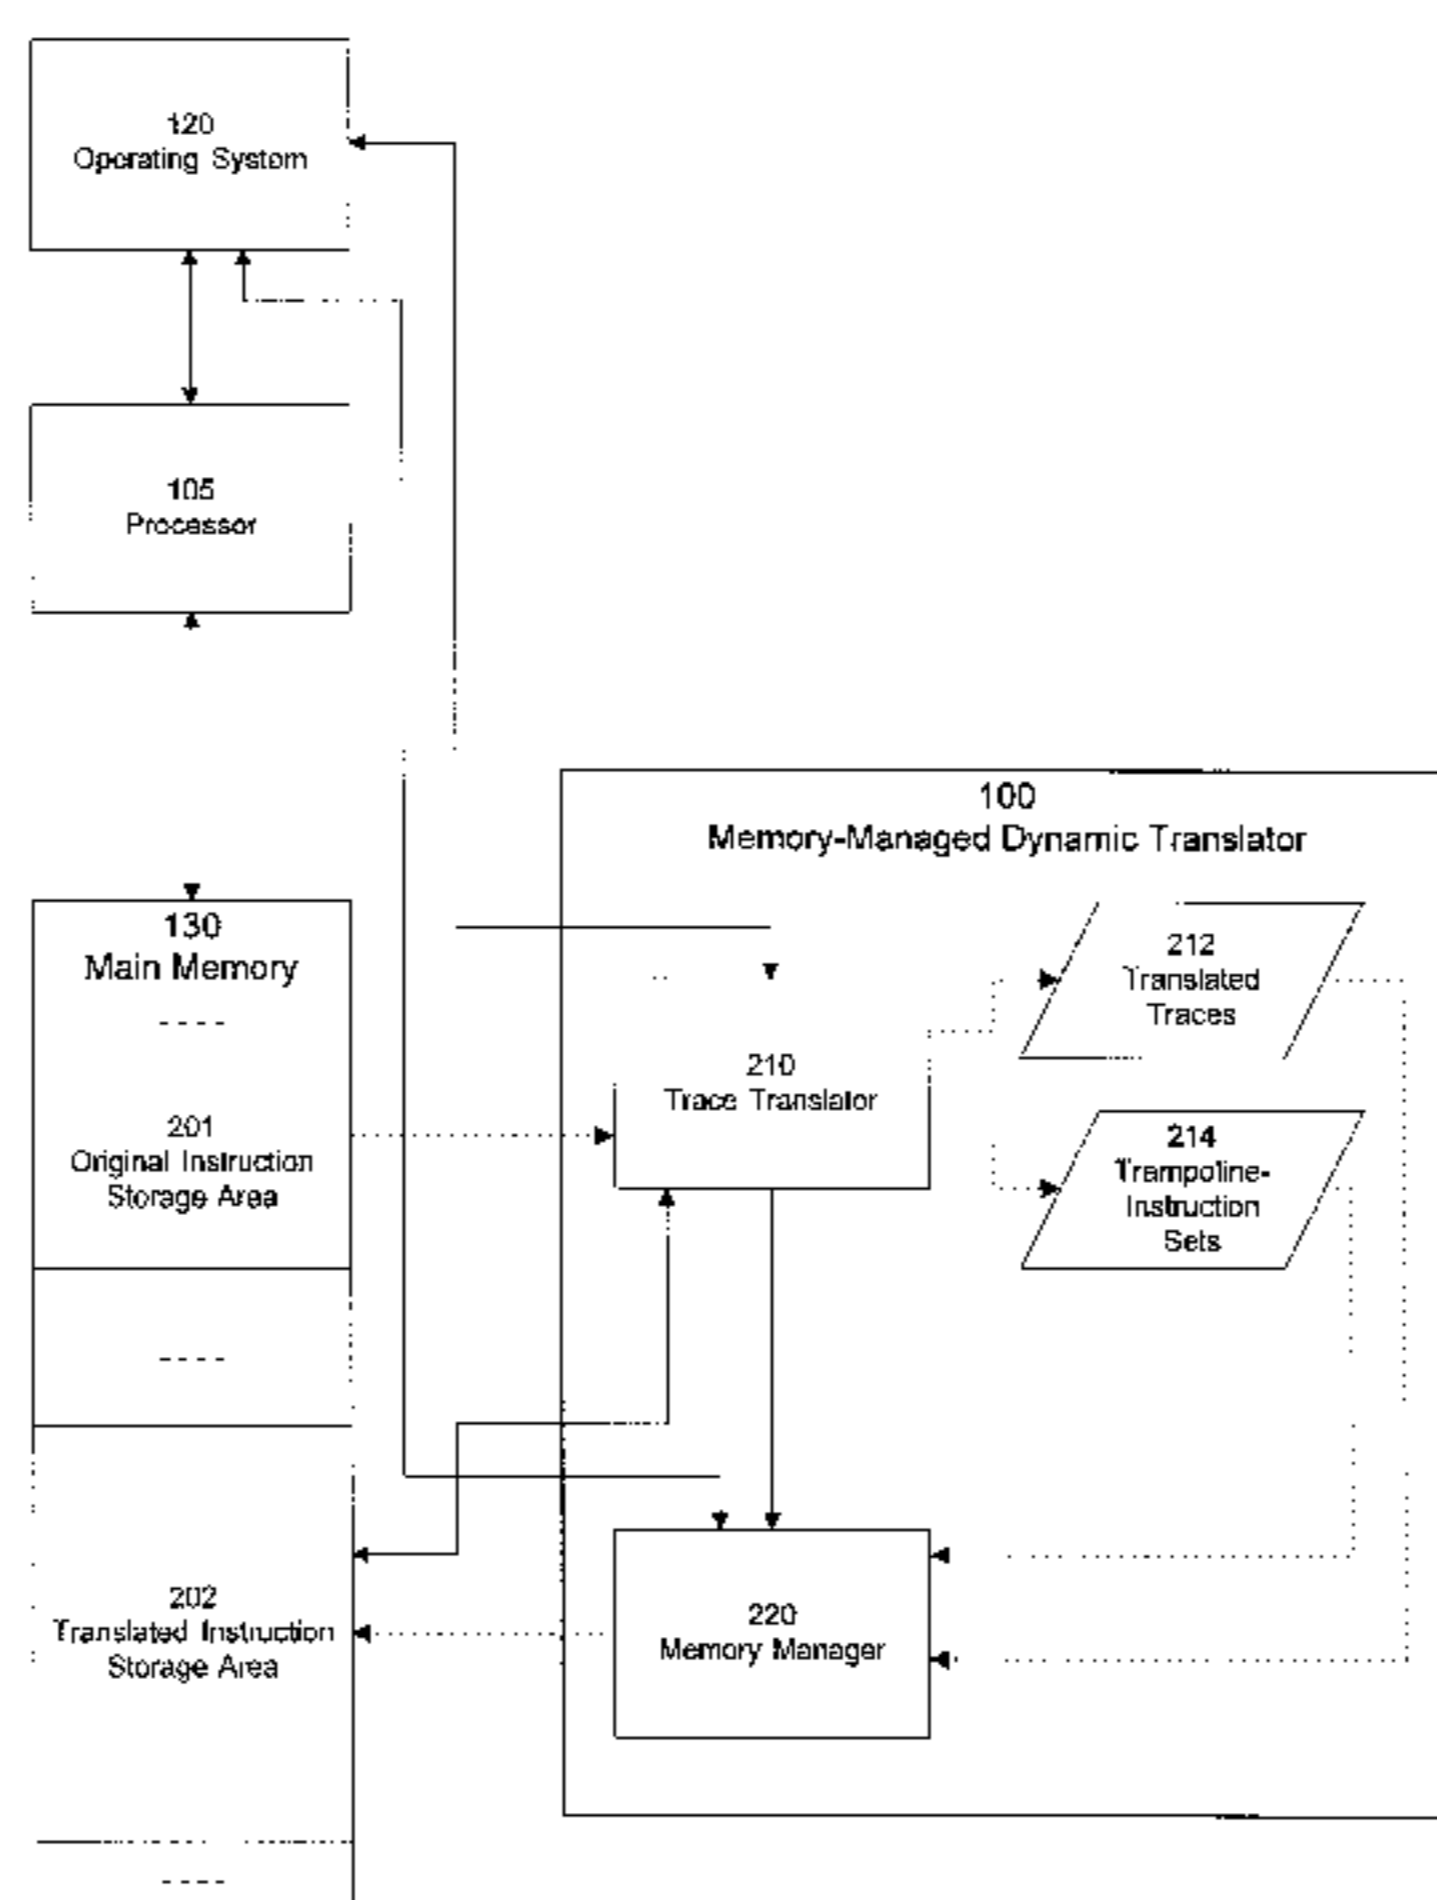 120
Operating System
105
Processor
100
Memory-Managed Dynamic Translator
130
Main Memory
- - - -
201
Original Instruction
Storage Area
- - - -
202
Translated Instruction
Storage Area
- - - -
210
Trace Translator
212
Translated
Traces
214
Trampoline-
Instruction
Sets
220
Memory Manager